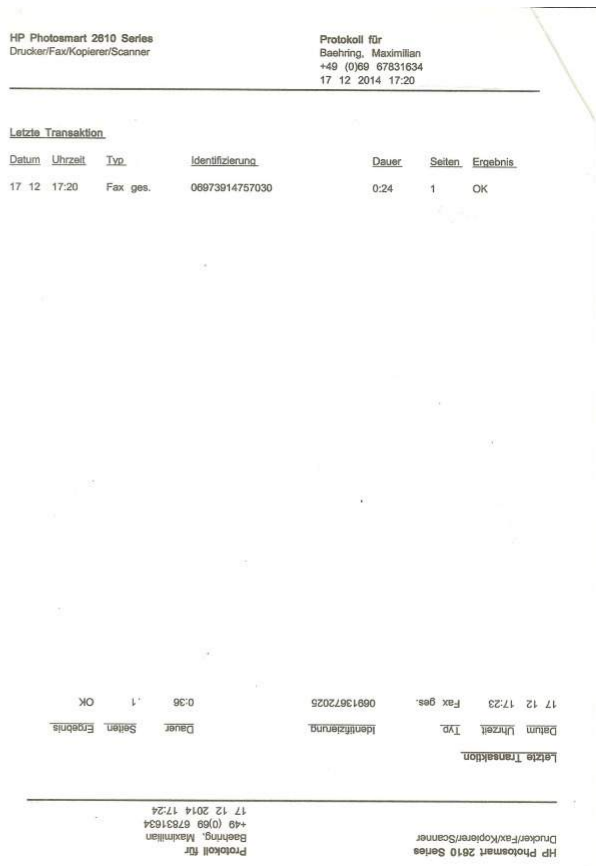 HP Photosmart 2610 Series
Drucker/Fax/Kopierer/Scanner
Protokoll für
Baehring, Maximilian
+49 (0)69 67831634
17 12 2014 17:20
Letzte Transaktion
Datum Uhrzeit Typ Identifizierung Dauer Seiten Ergebnis
17 12 17:20 Fax ges. 06973914757030 0:24 1 OK
HP Photosmart 2610 Series
Drucker/Fax/Kopierer/Scanner
Protokoll für
Baehring, Maximilian
+49 (0)69 67831634
17 12 2014 17:24
Letzte Transaktion
Datum Uhrzeit Typ Identifizierung Dauer Seiten Ergebnis
17 12 17:23 Fax ges. 06913672025 0:36 1 OK